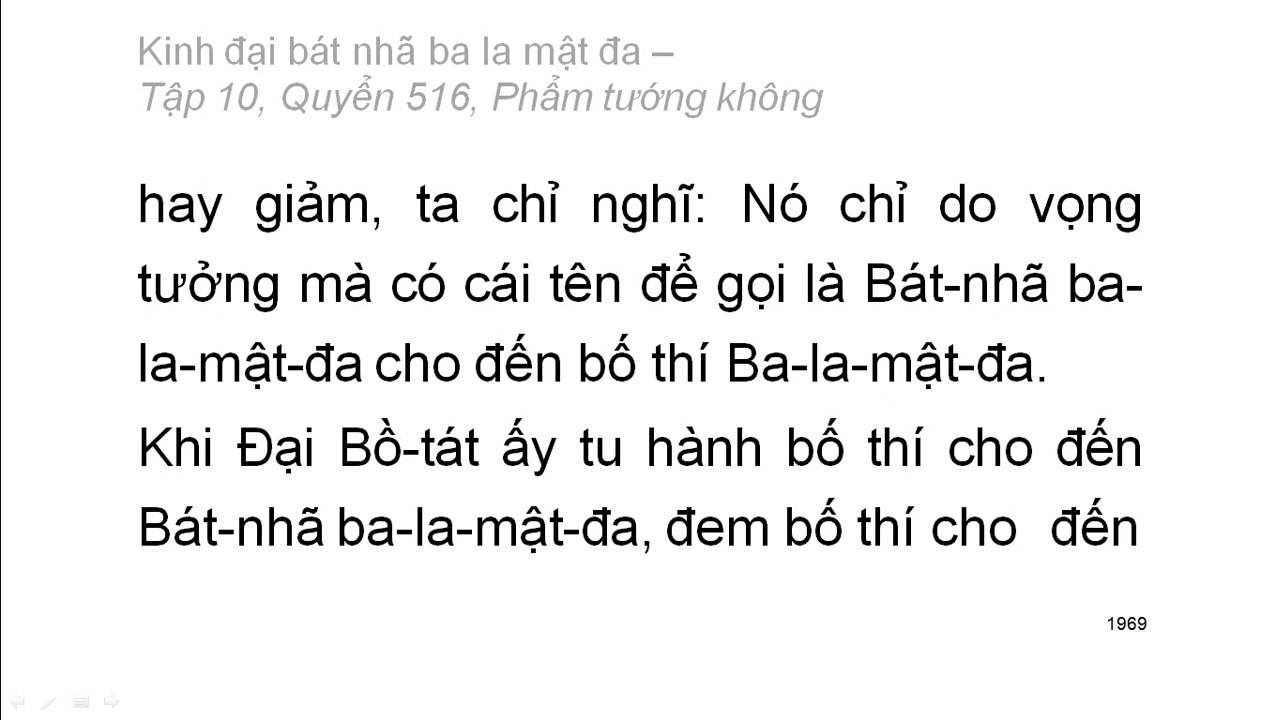 Kinh đại bát nhã ba la mật đa –
Tập 10, Quyển 516, Phẩm tướng không
hay giảm, ta chỉ nghĩ: Nó chỉ do vọng
tưởng mà có cái tên để gọi là Bát-nhã ba-
la-mật-đa cho đến bố thí Ba-la-mật-đa.
Khi Đại Bồ-tát ấy tu hành bố thí cho đến
Bát-nhã ba-la-mật-đa, đem bố thí cho đến
1969